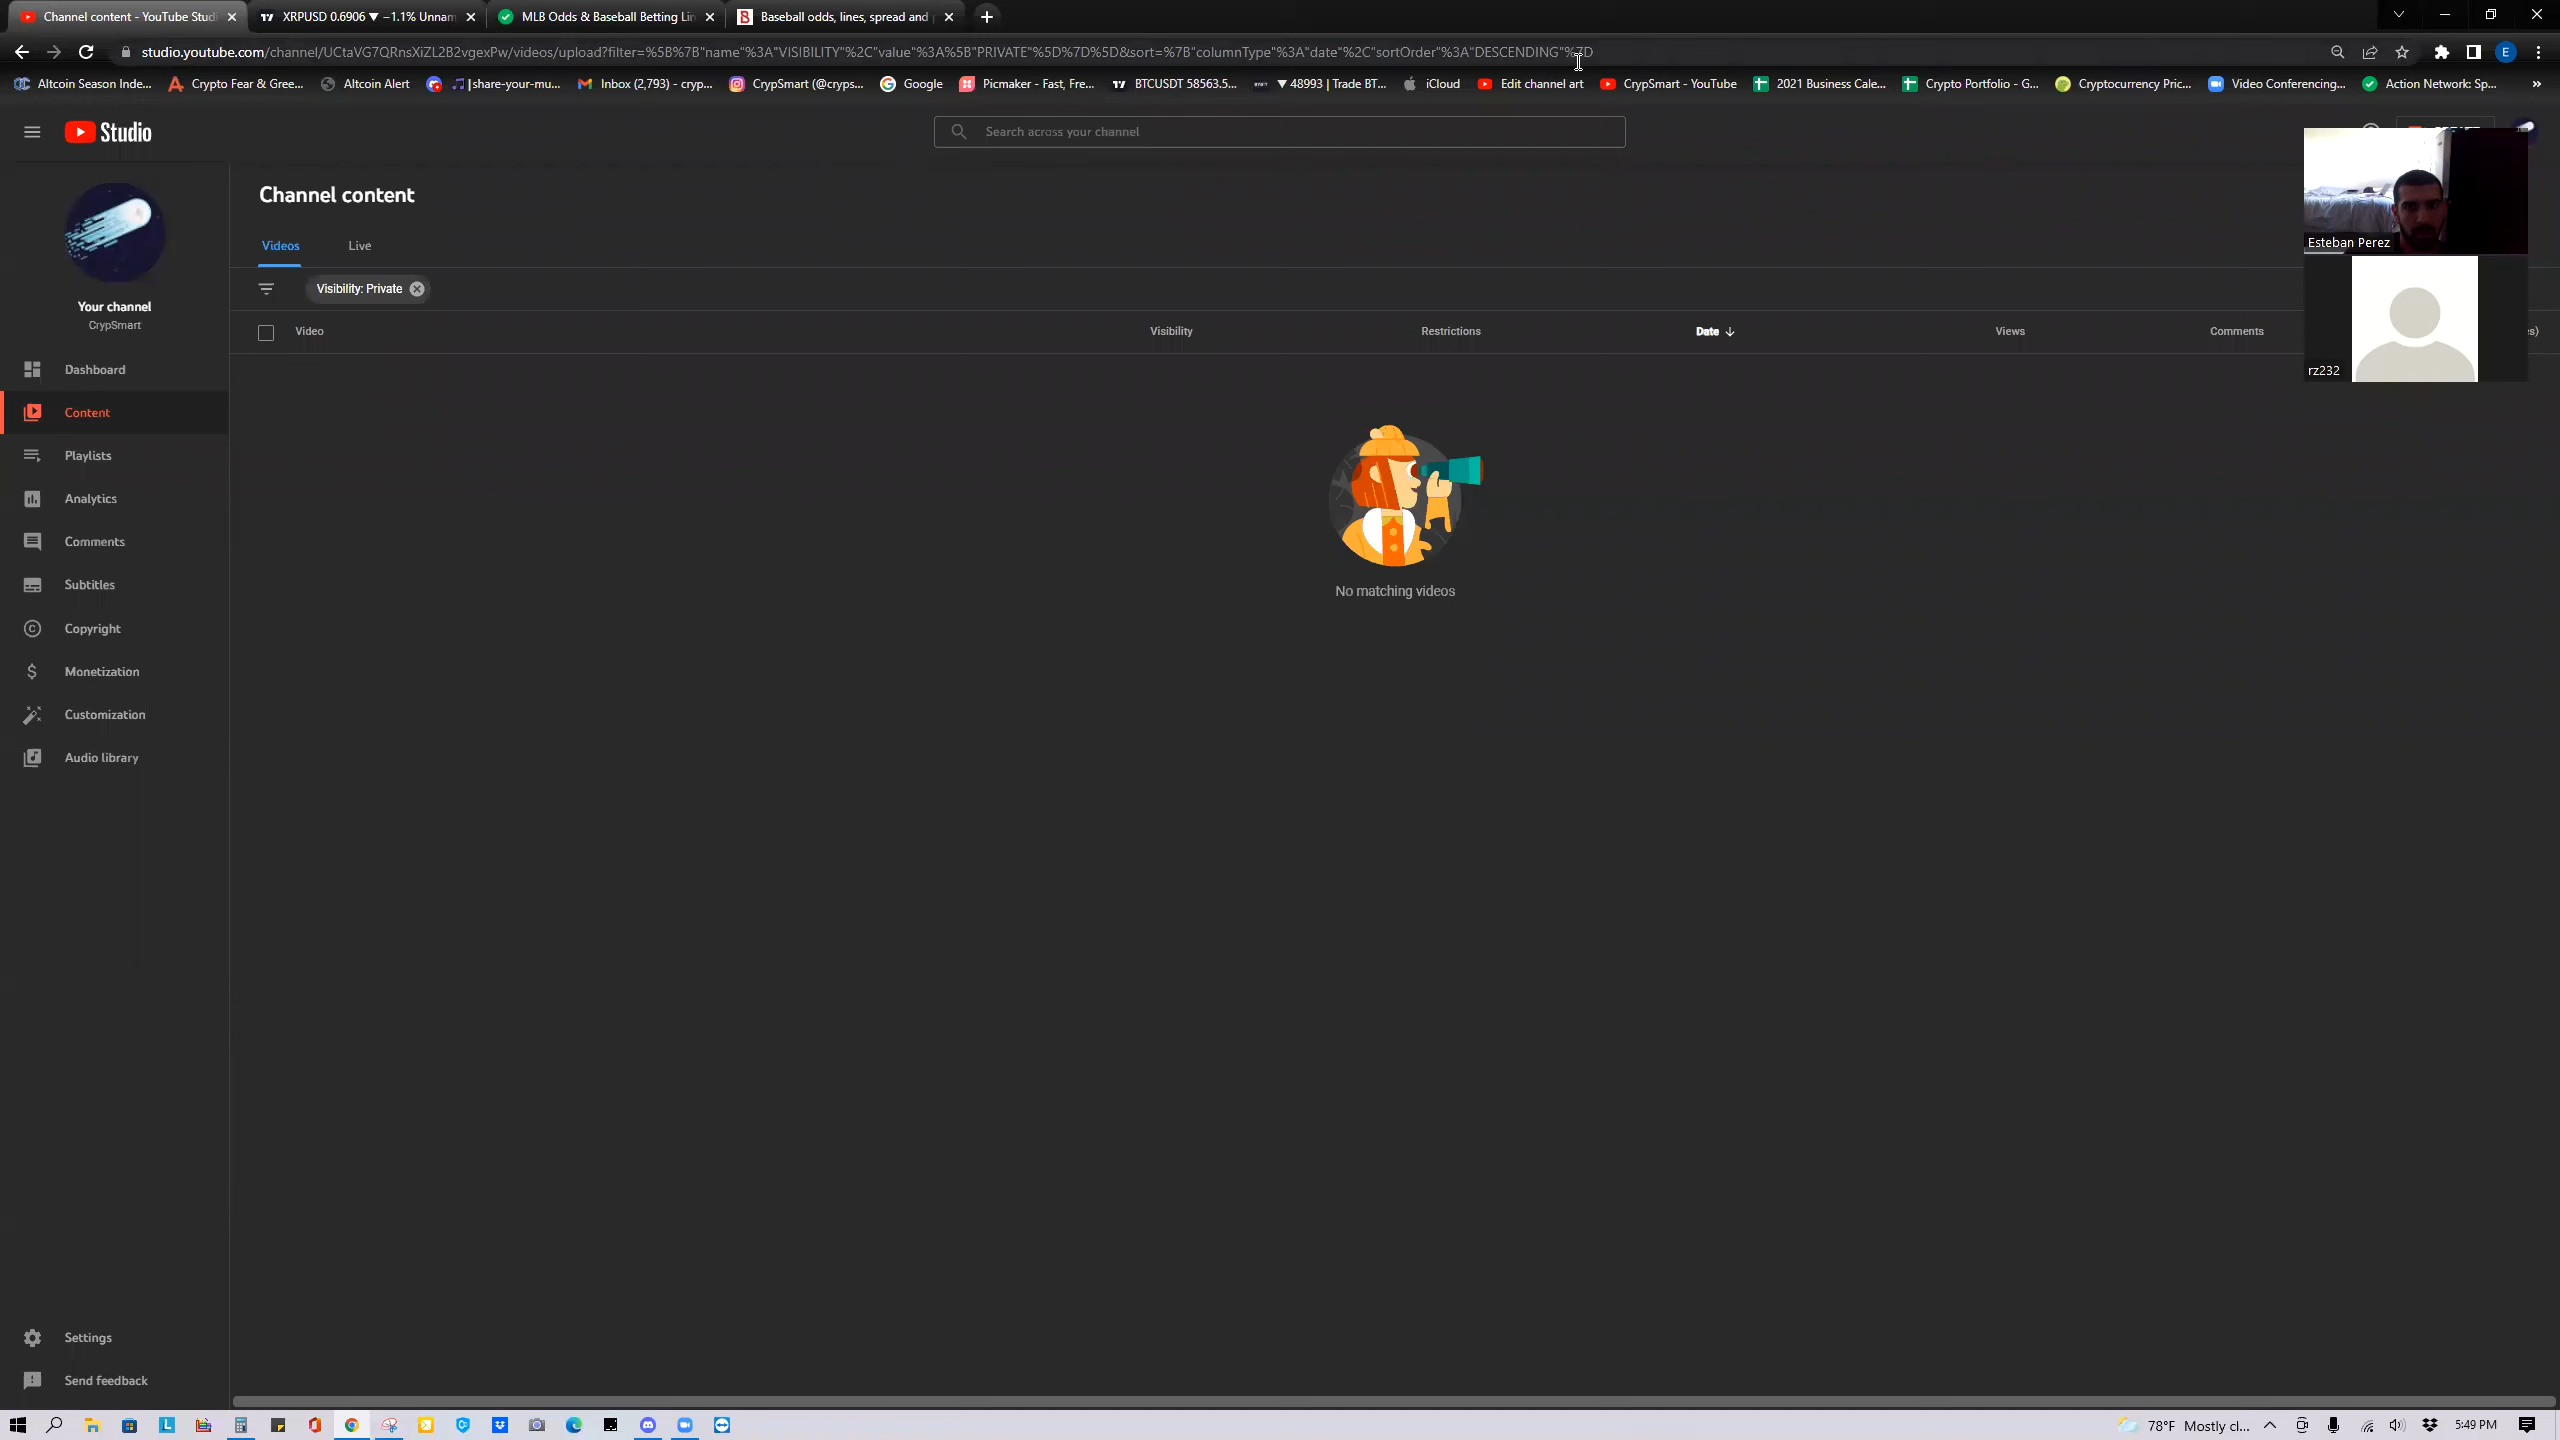 Channel content - YouTube Studi
XRPUSD 0.6906 ▼ −1.1% Unnam
MLB Odds & Baseball Betting Lin
Baseball odds, lines, spread and
studio.youtube.com/channel/UCtaVG7QRnsXiZL2B2vgexPw/videos/upload?filter=%5B%7B"name"%3A"VISIBILITY"%2C"value"%3A%5B"PRIVATE"%5D%7D%5D&sort=%7B"columnType"%3A"date"%2C"sortOrder"%3A"DESCENDING"%7D
E
Altcoin Season Inde...
Crypto Fear & Gree...
Altcoin Alert
|share-your-mu...
Inbox (2,793) - cryp...
CrypSmart (@cryps...
Google
Picmaker - Fast, Fre...
BTCUSDT 58563.5...
▼ 48993 | Trade BT...
iCloud
Edit channel art
CrypSmart - YouTube
2021 Business Cale...
Crypto Portfolio - G...
Cryptocurrency Pric...
Video Conferencing...
Action Network: Sp...
»
Studio
Search across your channel
Channel content
Videos
Live
Visibility: Private
Video
Visibility
Restrictions
Date
Views
Comments
Esteban Perez
rz232
Your channel
CrypSmart
Dashboard
Content
Playlists
Analytics
Comments
Subtitles
Copyright
Monetization
Customization
Audio library
No matching videos
Settings
Send feedback
78°F Mostly cl...
5:49 PM